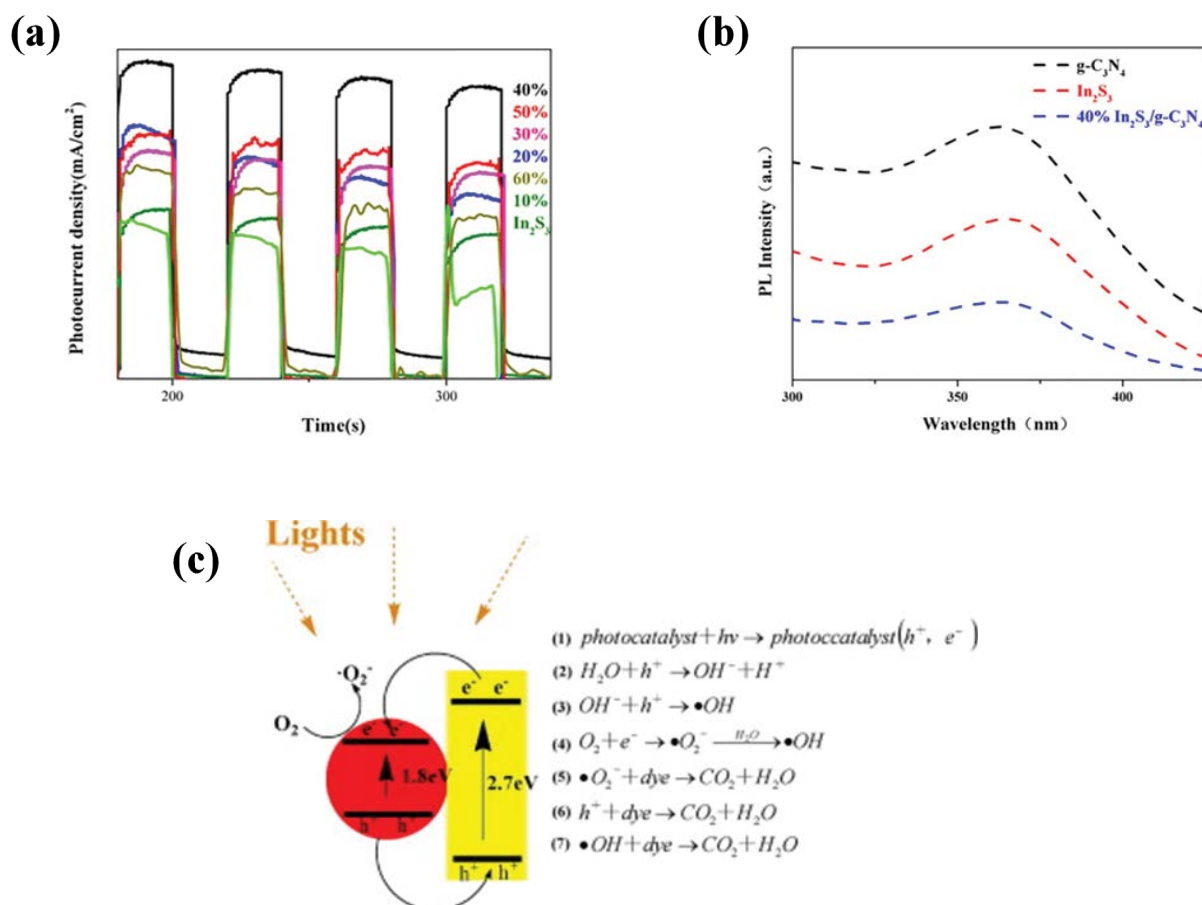 (a)
Photoeurrent density(mA/cm²)
40%
50%
30%
20%
60%
10%
In₂S₃
200
300
Time(s)
(b)
PL Intensity (a.u.)
g-C₃N₄
In₂S₃
40% In₂S₃/g-C₃N₄
300
350
400
Wavelength (nm)
(c)
Lights
·O₂⁻
O₂
e⁻ e⁻
1.8eV
h⁺ h⁺
e⁻ e⁻
2.7eV
h⁺ h⁺
(1) photocatalyst+hv → photoccatalyst(h⁺, e⁻)
(2) H₂O+h⁺ → OH⁻+H⁺
(3) OH⁻+h⁺ → •OH
(4) O₂+e⁻ → •O₂⁻ —H₂O→ •OH
(5) •O₂⁻+dye → CO₂+H₂O
(6) h⁺+dye → CO₂+H₂O
(7) •OH+dye → CO₂+H₂O